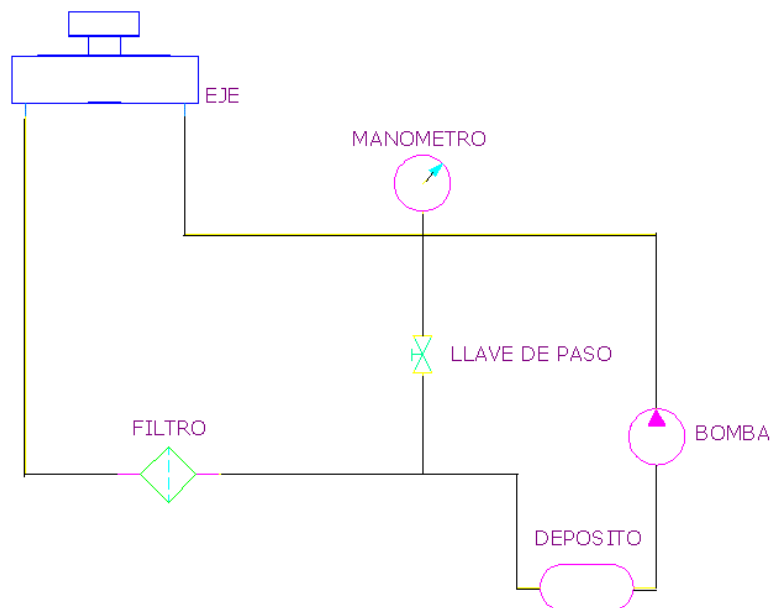 EJE
MANOMETRO
LLAVE DE PASO
FILTRO
BOMBA
DEPOSITO